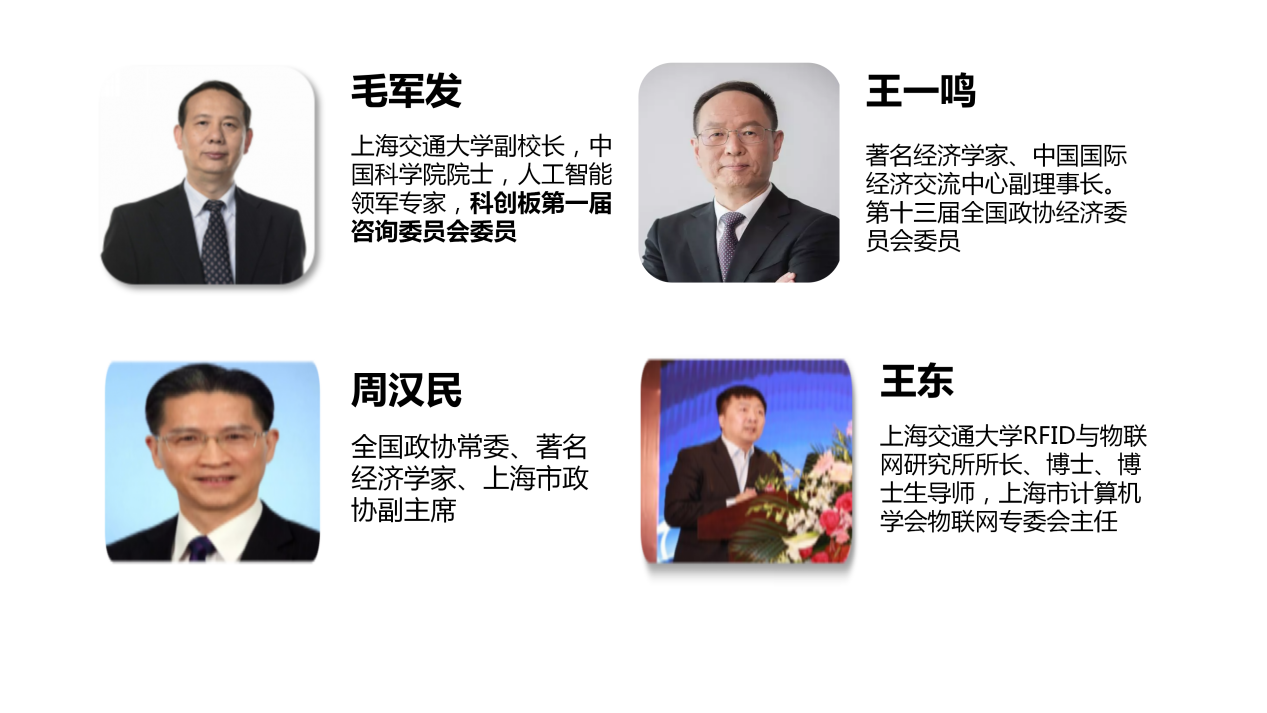 毛军发
上海交通大学副校长，中
国科学院院士，人工智能
领军专家，科创板第一届
咨询委员会委员
王一鸣
著名经济学家、中国国际
经济交流中心副理事长。
第十三届全国政协经济委
员会委员
周汉民
全国政协常委、著名
经济学家、上海市政
协副主席
王东
上海交通大学RFID与物联
网研究所所长、博士、博
士生导师，上海市计算机
学会物联网专委会主任